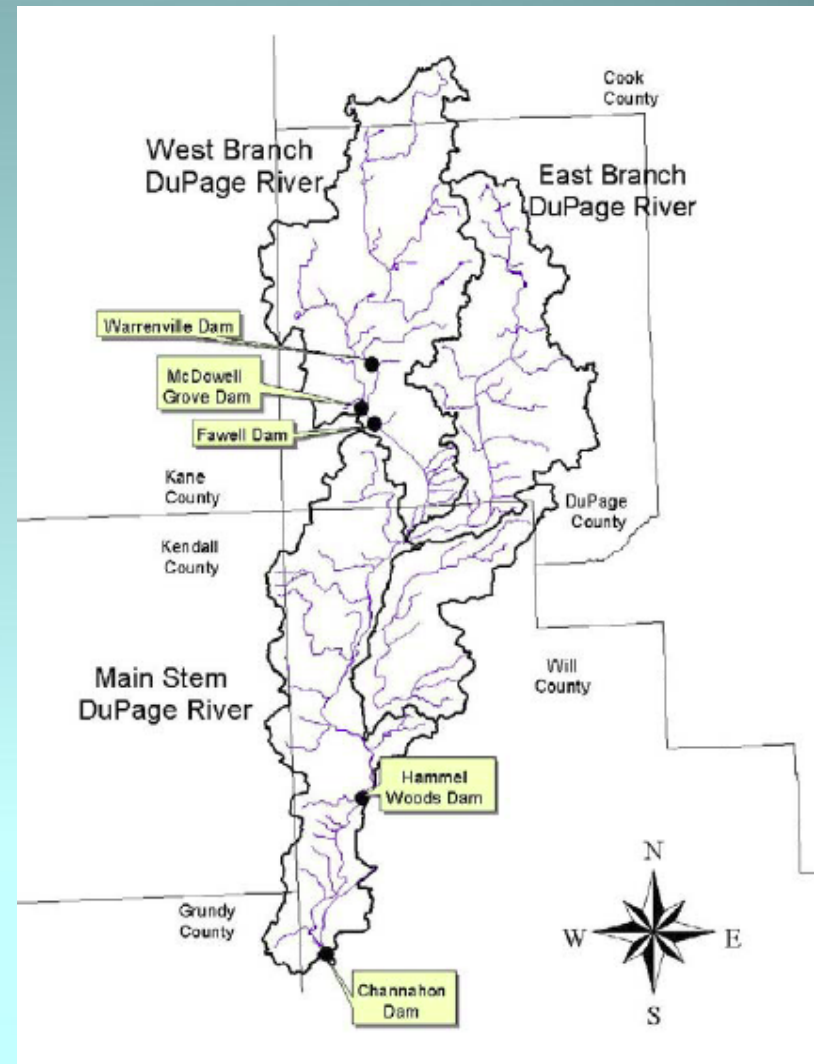 Cook
County
West Branch
DuPage River
East Branch
DuPage River
Warrenville Dam
McDowell
Grove Dam
Fawell Dam
Kane
County
DuPage
County
Kendall
County
Will
County
Main Stem
DuPage River
Hammel
Woods Dam
Grundy
County
Channahon
Dam
N
W
E
S